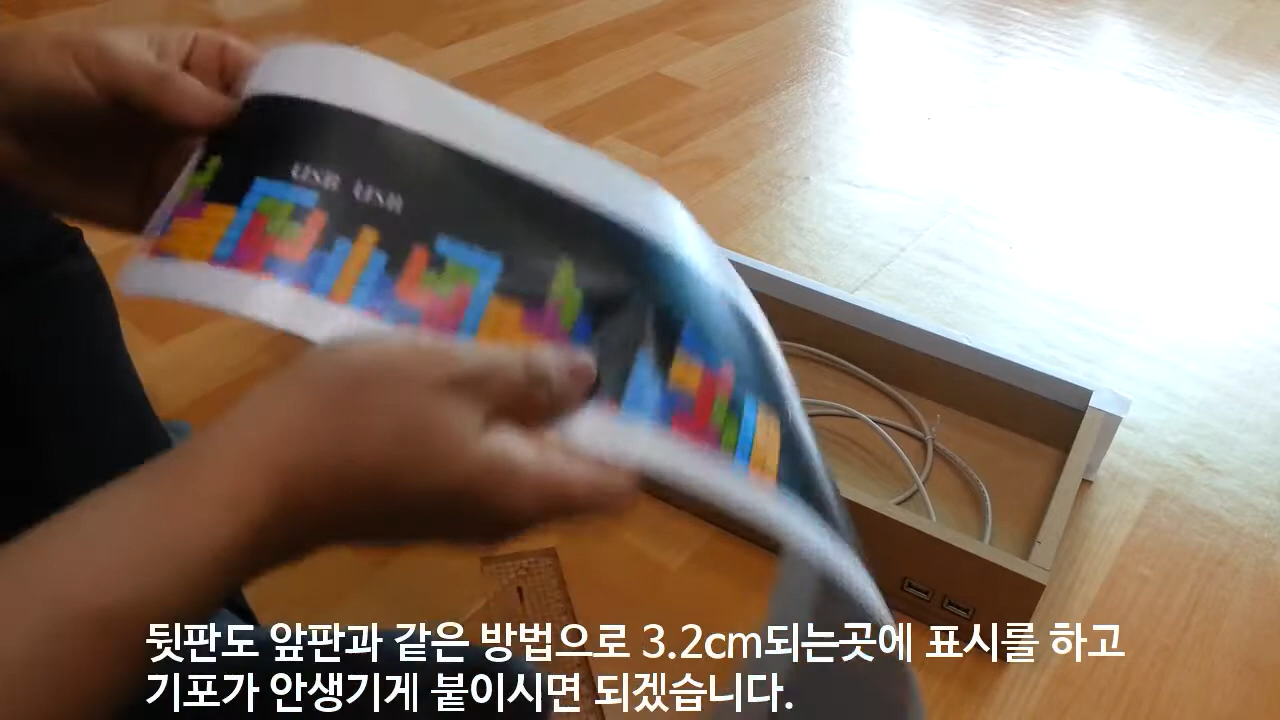 USB USB
뒷판도 앞판과 같은 방법으로 3.2cm되는곳에 표시를 하고
기포가 안생기게 붙이시면 되겠습니다.